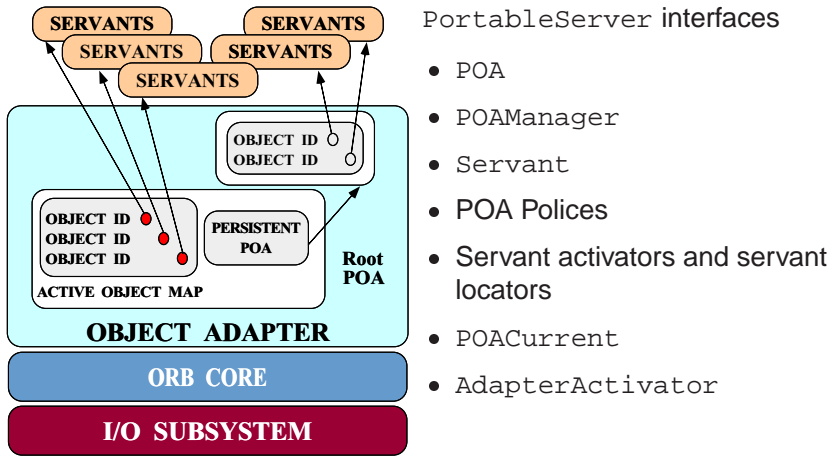 SERVANTS
SERVANTS
SERVANTS
SERVANTS
SERVANTS
OBJECT ID
OBJECT ID
OBJECT ID
OBJECT ID
OBJECT ID
PERSISTENT
POA
Root
POA
ACTIVE OBJECT MAP
OBJECT ADAPTER
ORB CORE
I/O SUBSYSTEM
PortableServer interfaces
• POA
• POAManager
• Servant
• POA Polices
• Servant activators and servant
locators
• POACurrent
• AdapterActivator